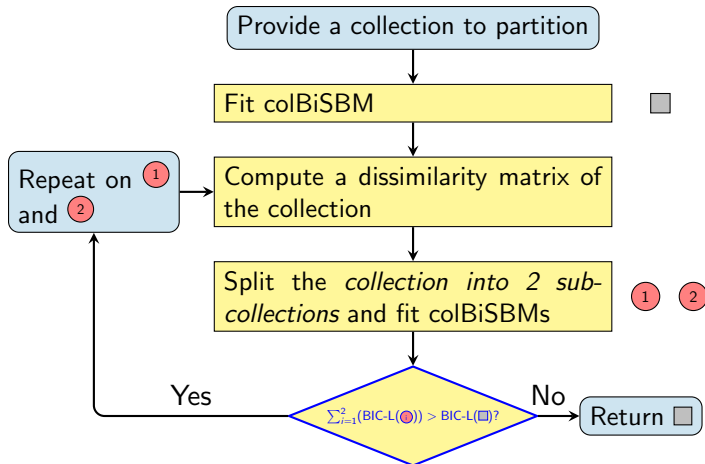 Provide a collection to partition
Fit colBiSBM
Repeat on 1
and 2
Compute a dissimilarity matrix of
the collection
Split the collection into 2 sub-
collections and fit colBiSBMs
1 2
Yes
No
∑²ᵢ₌₁(BIC-L(i)) > BIC-L(□)?
Return